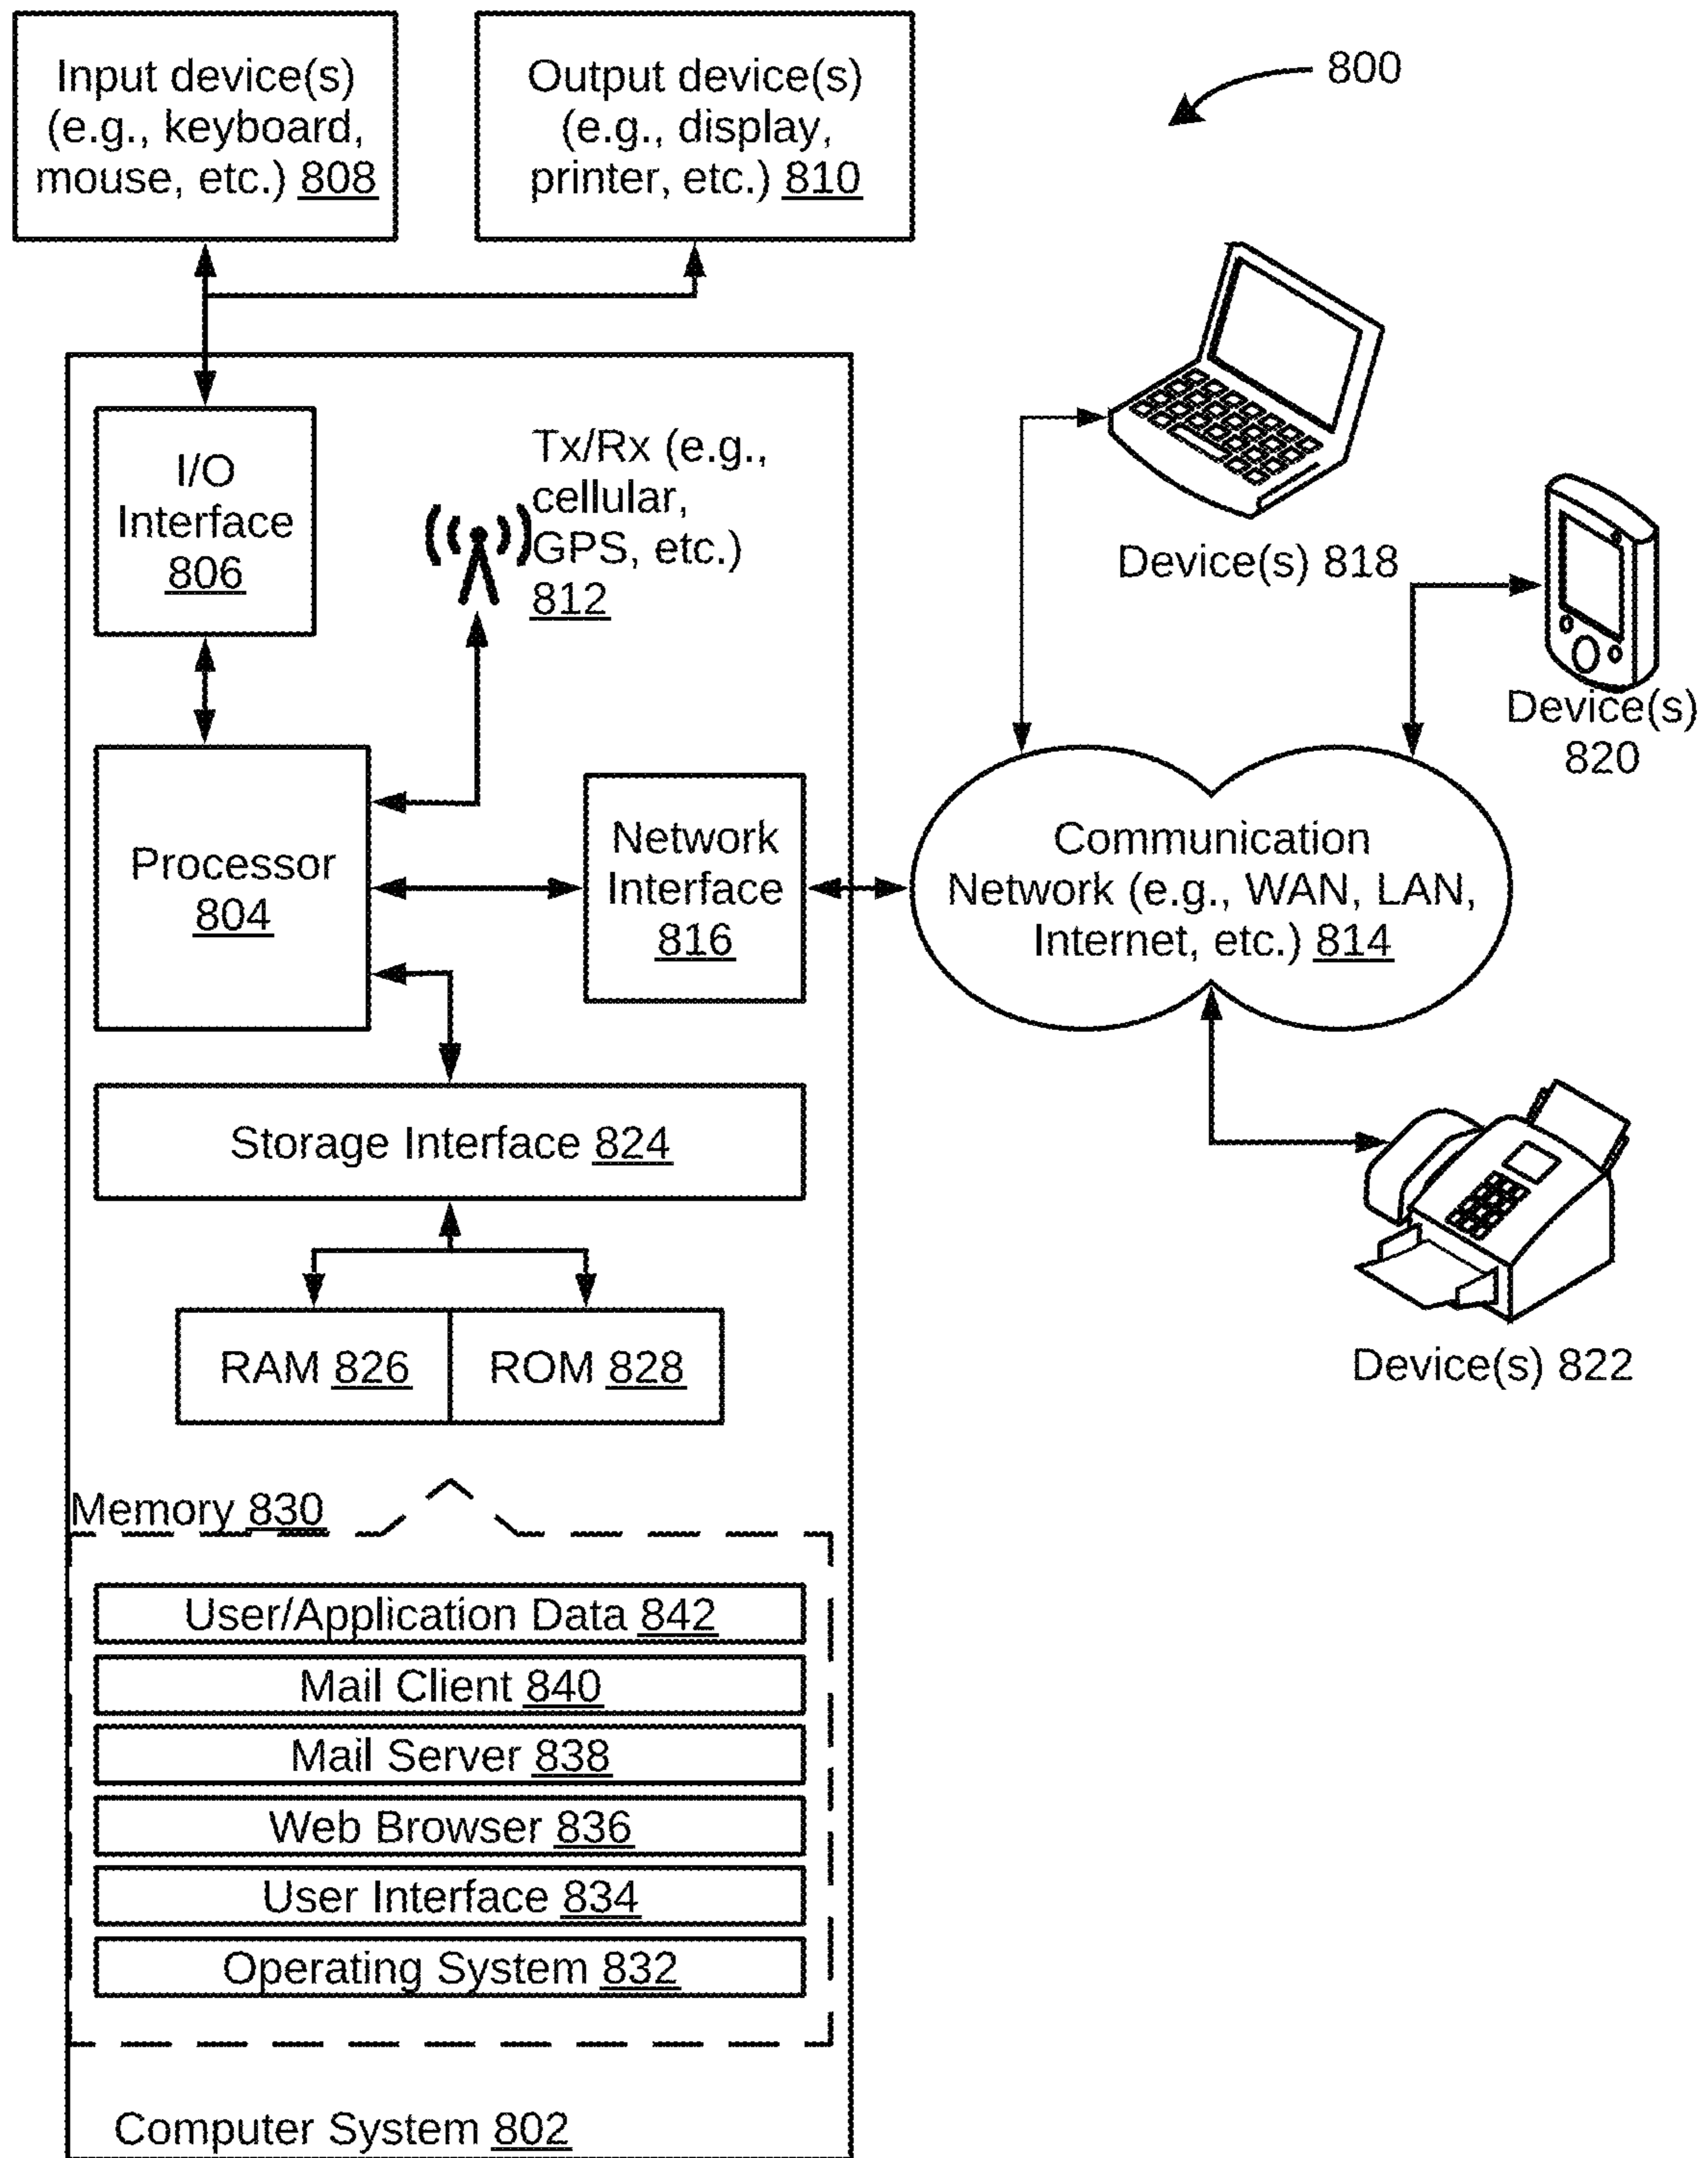 Input device(s)
(e.g., keyboard,
mouse, etc.) 808
Output device(s)
(e.g., display,
printer, etc.) 810
800
I/O
Interface
806
Tx/Rx (e.g.,
cellular,
GPS, etc.)
812
Device(s) 818
Device(s)
820
Processor
804
Network
Interface
816
Communication
Network (e.g., WAN, LAN,
Internet, etc.) 814
Storage Interface 824
RAM 826
ROM 828
Device(s) 822
Memory 830
User/Application Data 842
Mail Client 840
Mail Server 838
Web Browser 836
User Interface 834
Operating System 832
Computer System 802